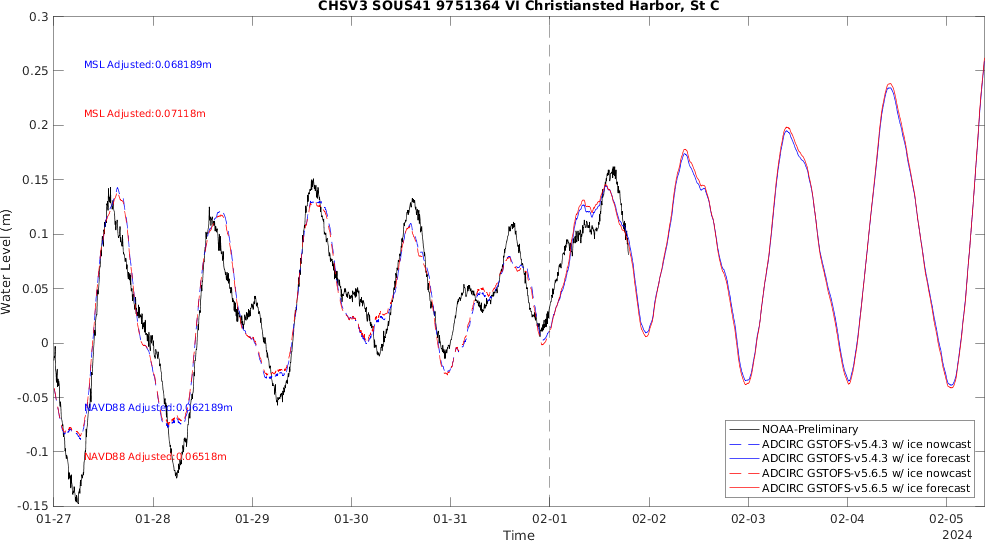 CHSV3 SOUS41 9751364 VI Christiansted Harbor, St C
0.3
0.25
0.2
0.15
0.1
0.05
0
-0.05
-0.1
-0.15
Water Level (m)
MSL Adjusted:0.068189m
MSL Adjusted:0.07118m
NAVD88 Adjusted:0.062189m
NAVD88 Adjusted:0.06518m
NOAA-Preliminary
ADCIRC GSTOFS-v5.4.3 w/ ice nowcast
ADCIRC GSTOFS-v5.4.3 w/ ice forecast
ADCIRC GSTOFS-v5.6.5 w/ ice nowcast
ADCIRC GSTOFS-v5.6.5 w/ ice forecast
01-27 01-28 01-29 01-30 01-31 02-01 02-02 02-03 02-04 02-05
Time
2024